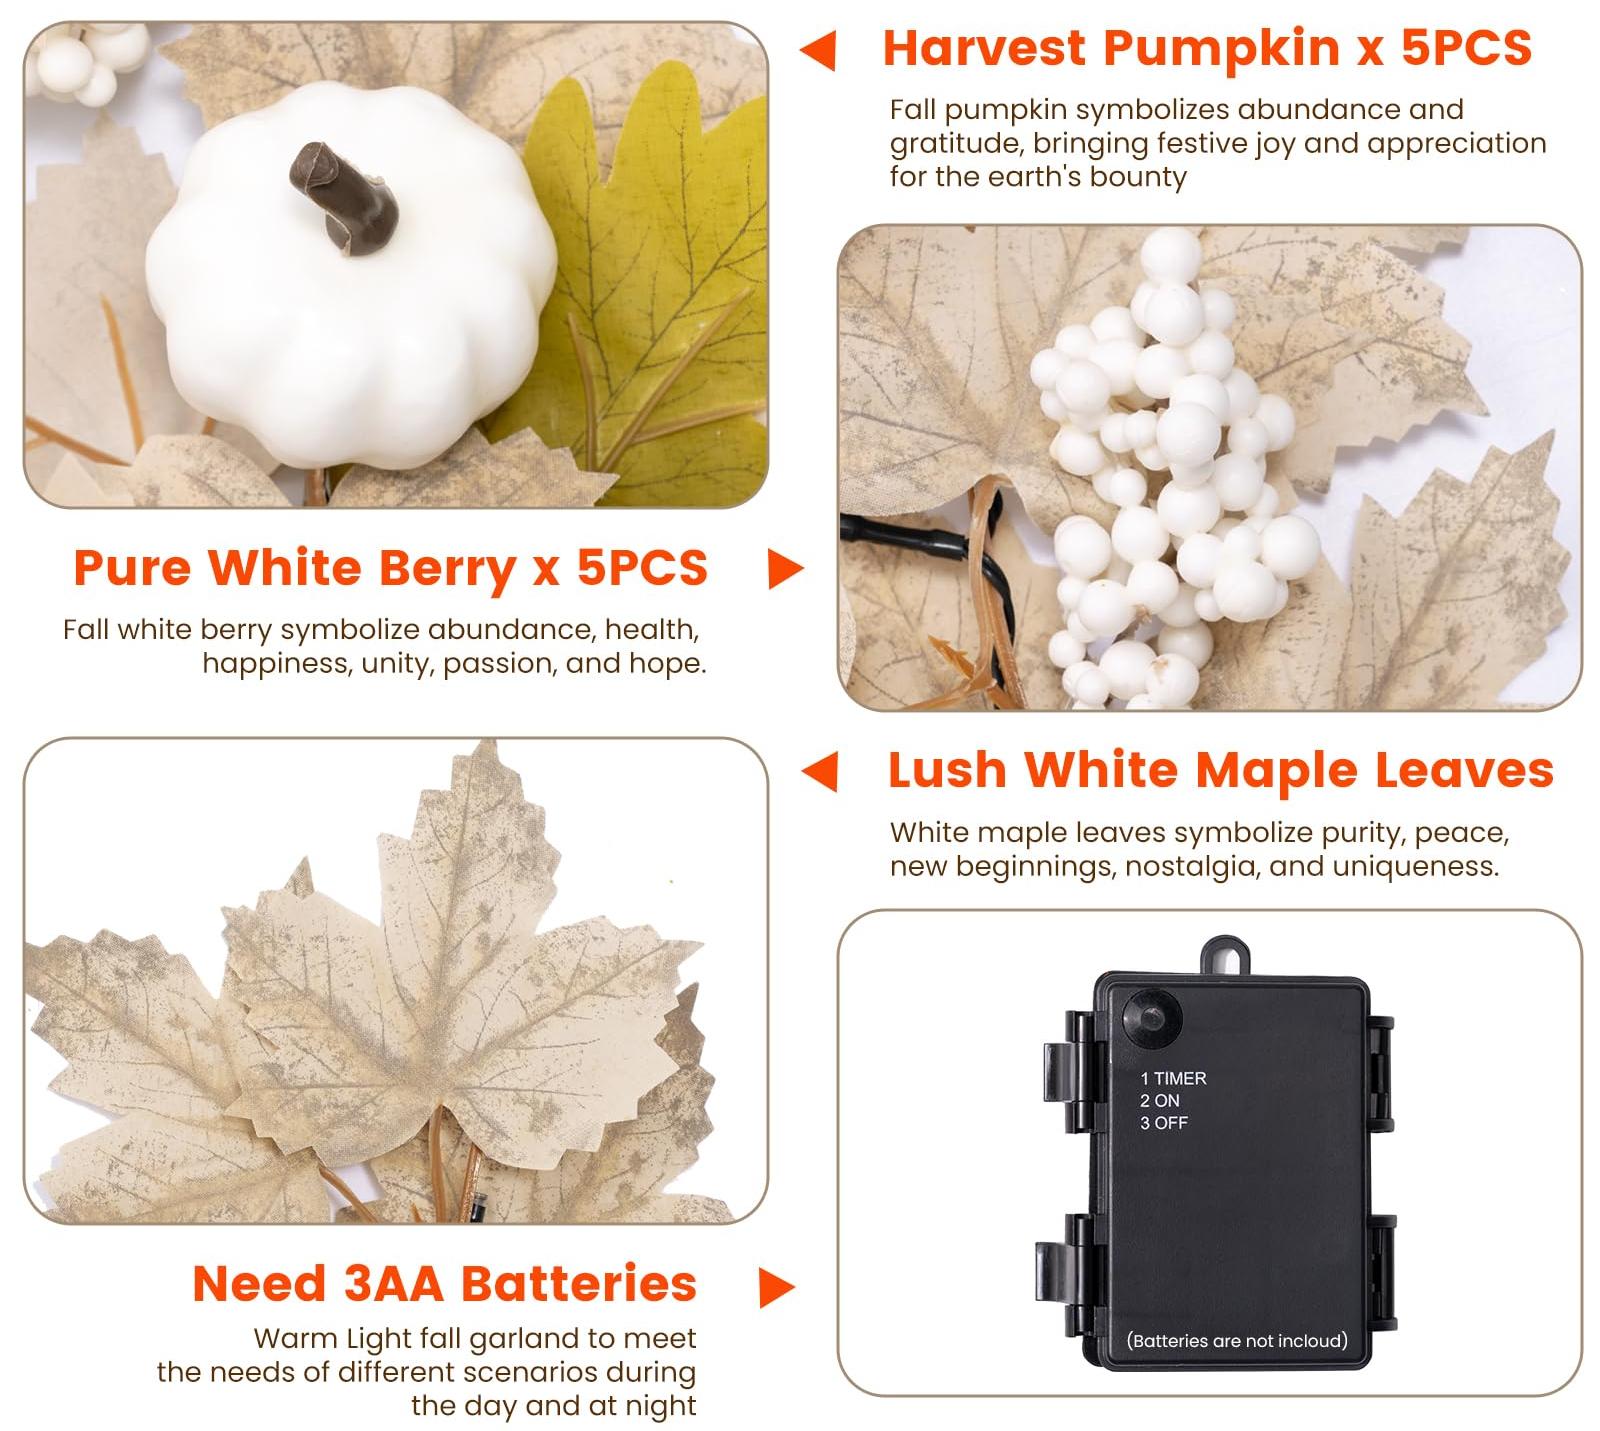 Harvest Pumpkin x 5PCS
Fall pumpkin symbolizes abundance and
gratitude, bringing festive joy and appreciation
for the earth's bounty
Pure White Berry x 5PCS
Fall white berry symbolize abundance, health,
happiness, unity, passion, and hope.
Lush White Maple Leaves
White maple leaves symbolize purity, peace,
new beginnings, nostalgia, and uniqueness.
Need 3AA Batteries
Warm Light fall garland to meet
the needs of different scenarios during
the day and at night
1 TIMER
2 ON
3 OFF
(Batteries are not incloud)